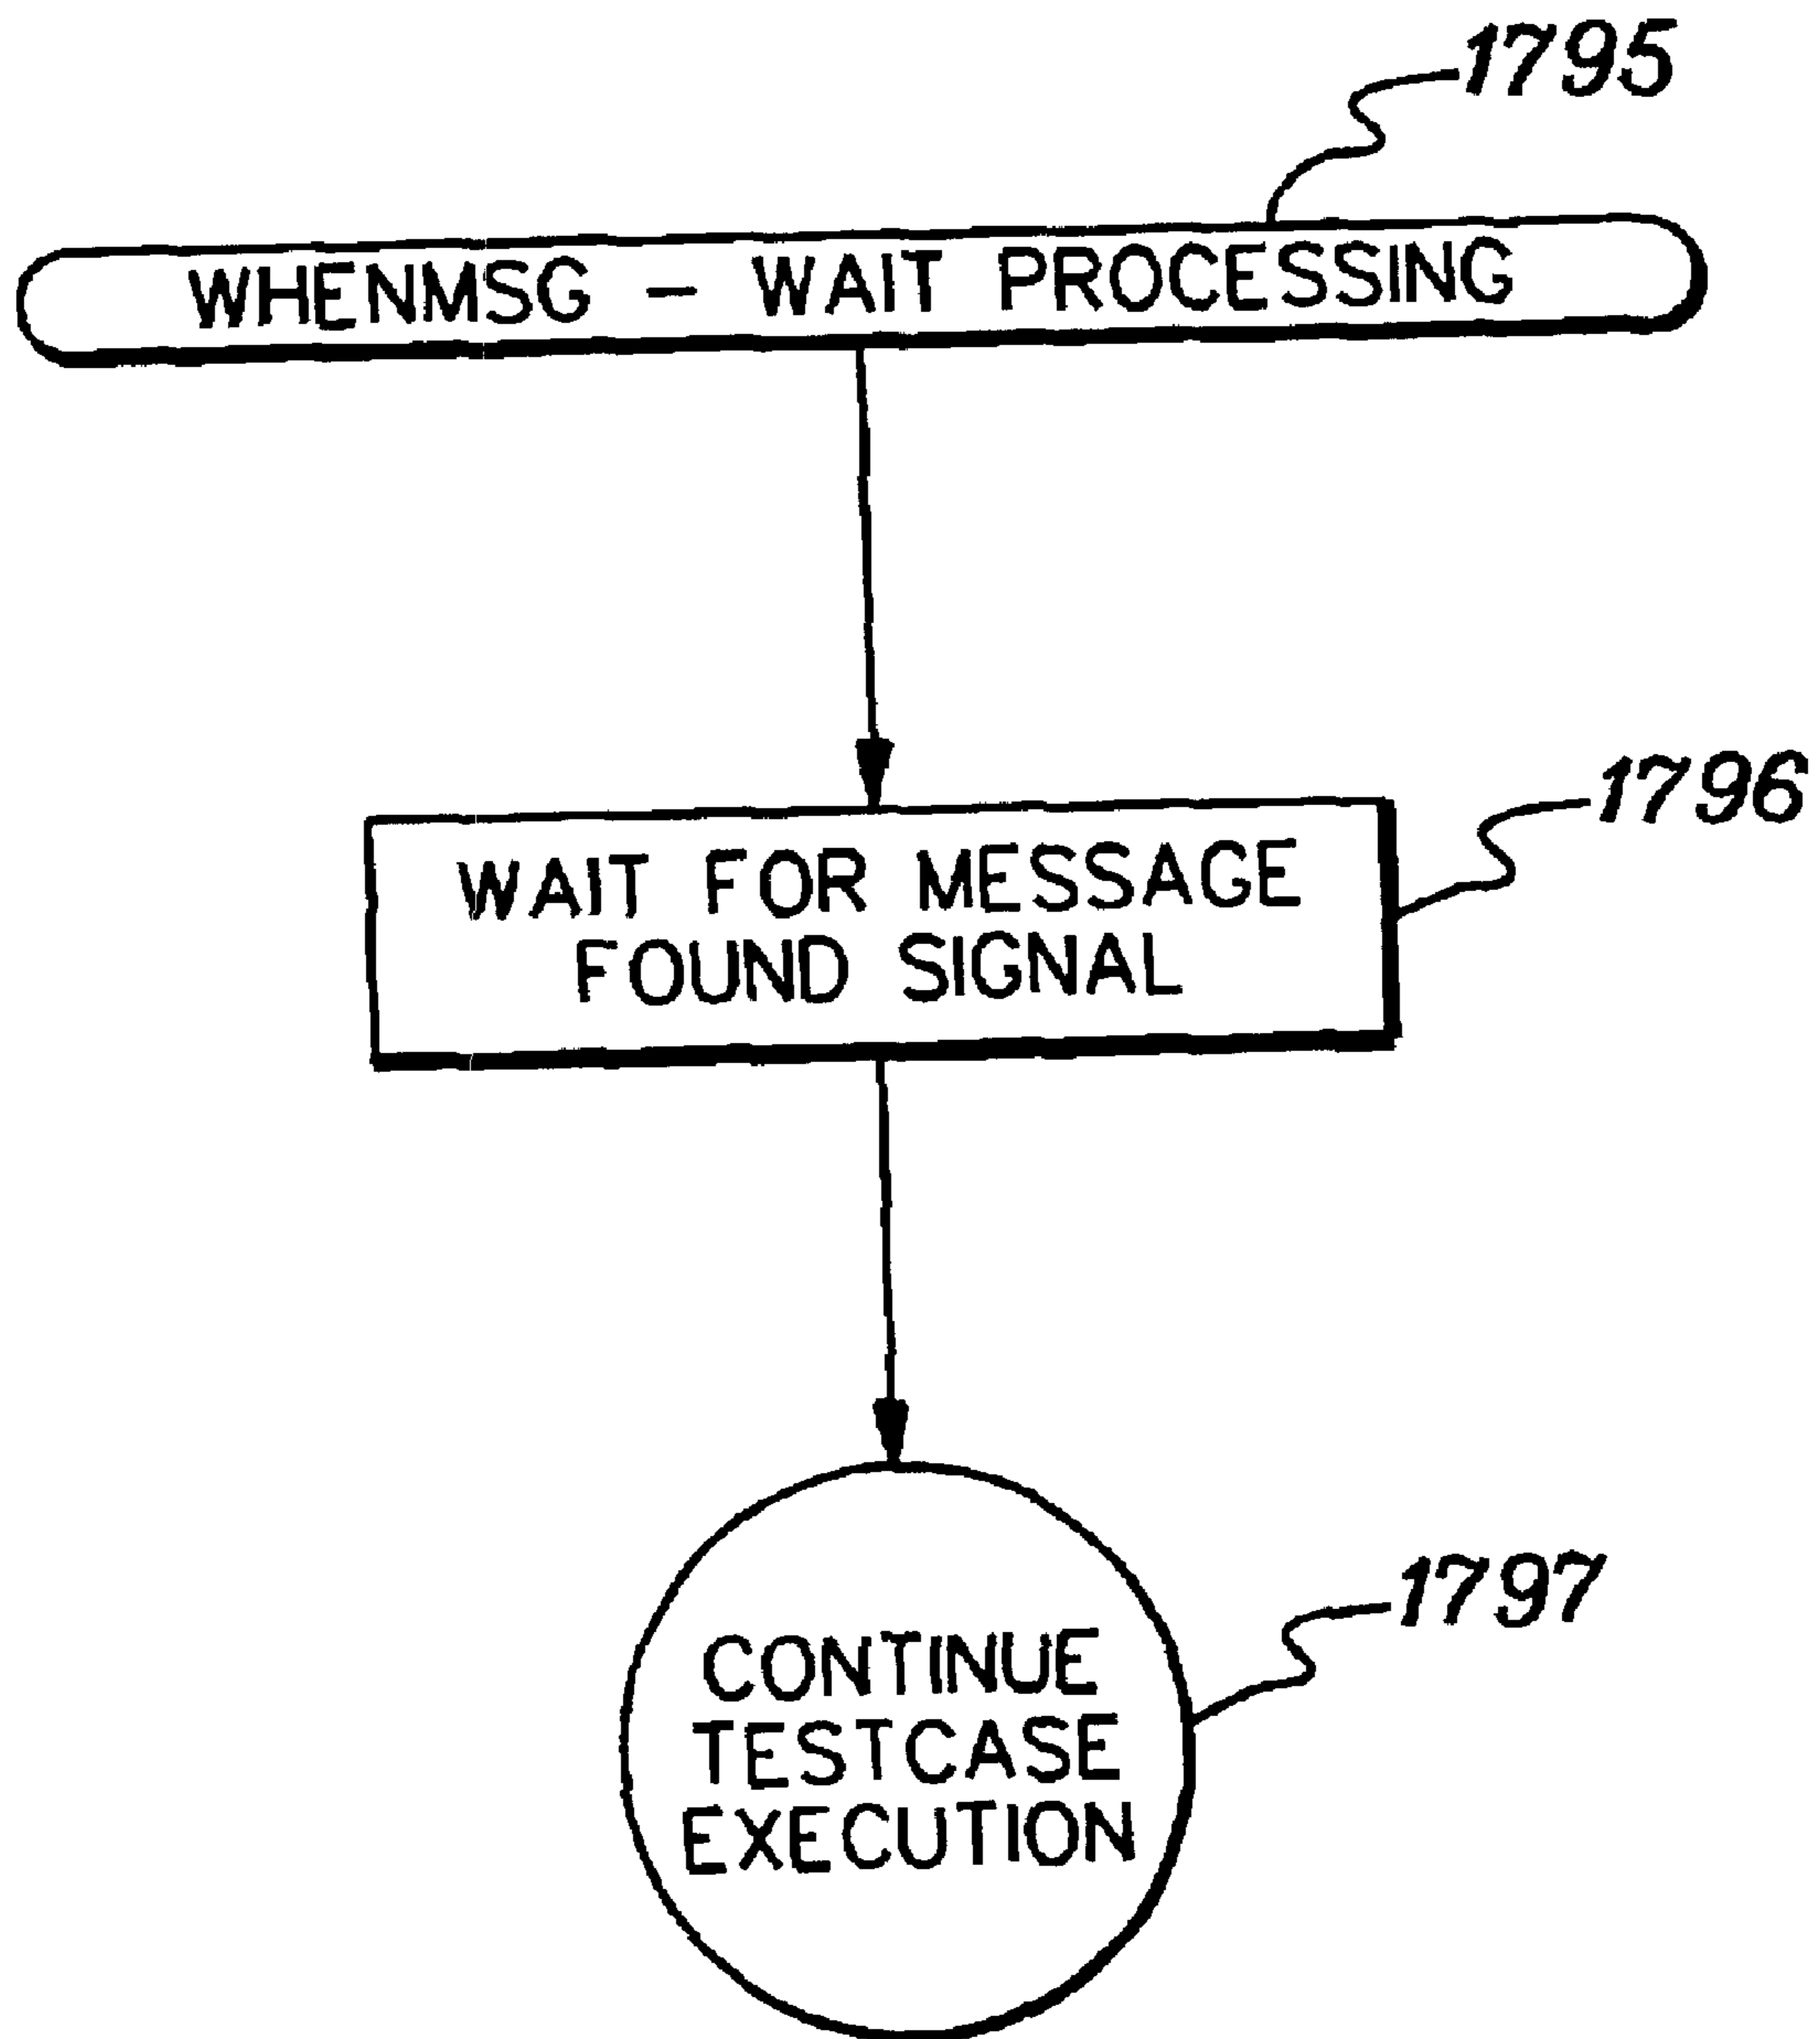 1795
WHENMSG — WAIT PROCESSING
1796
WAIT FOR MESSAGE
FOUND SIGNAL
1797
CONTINUE
TESTCASE
EXECUTION